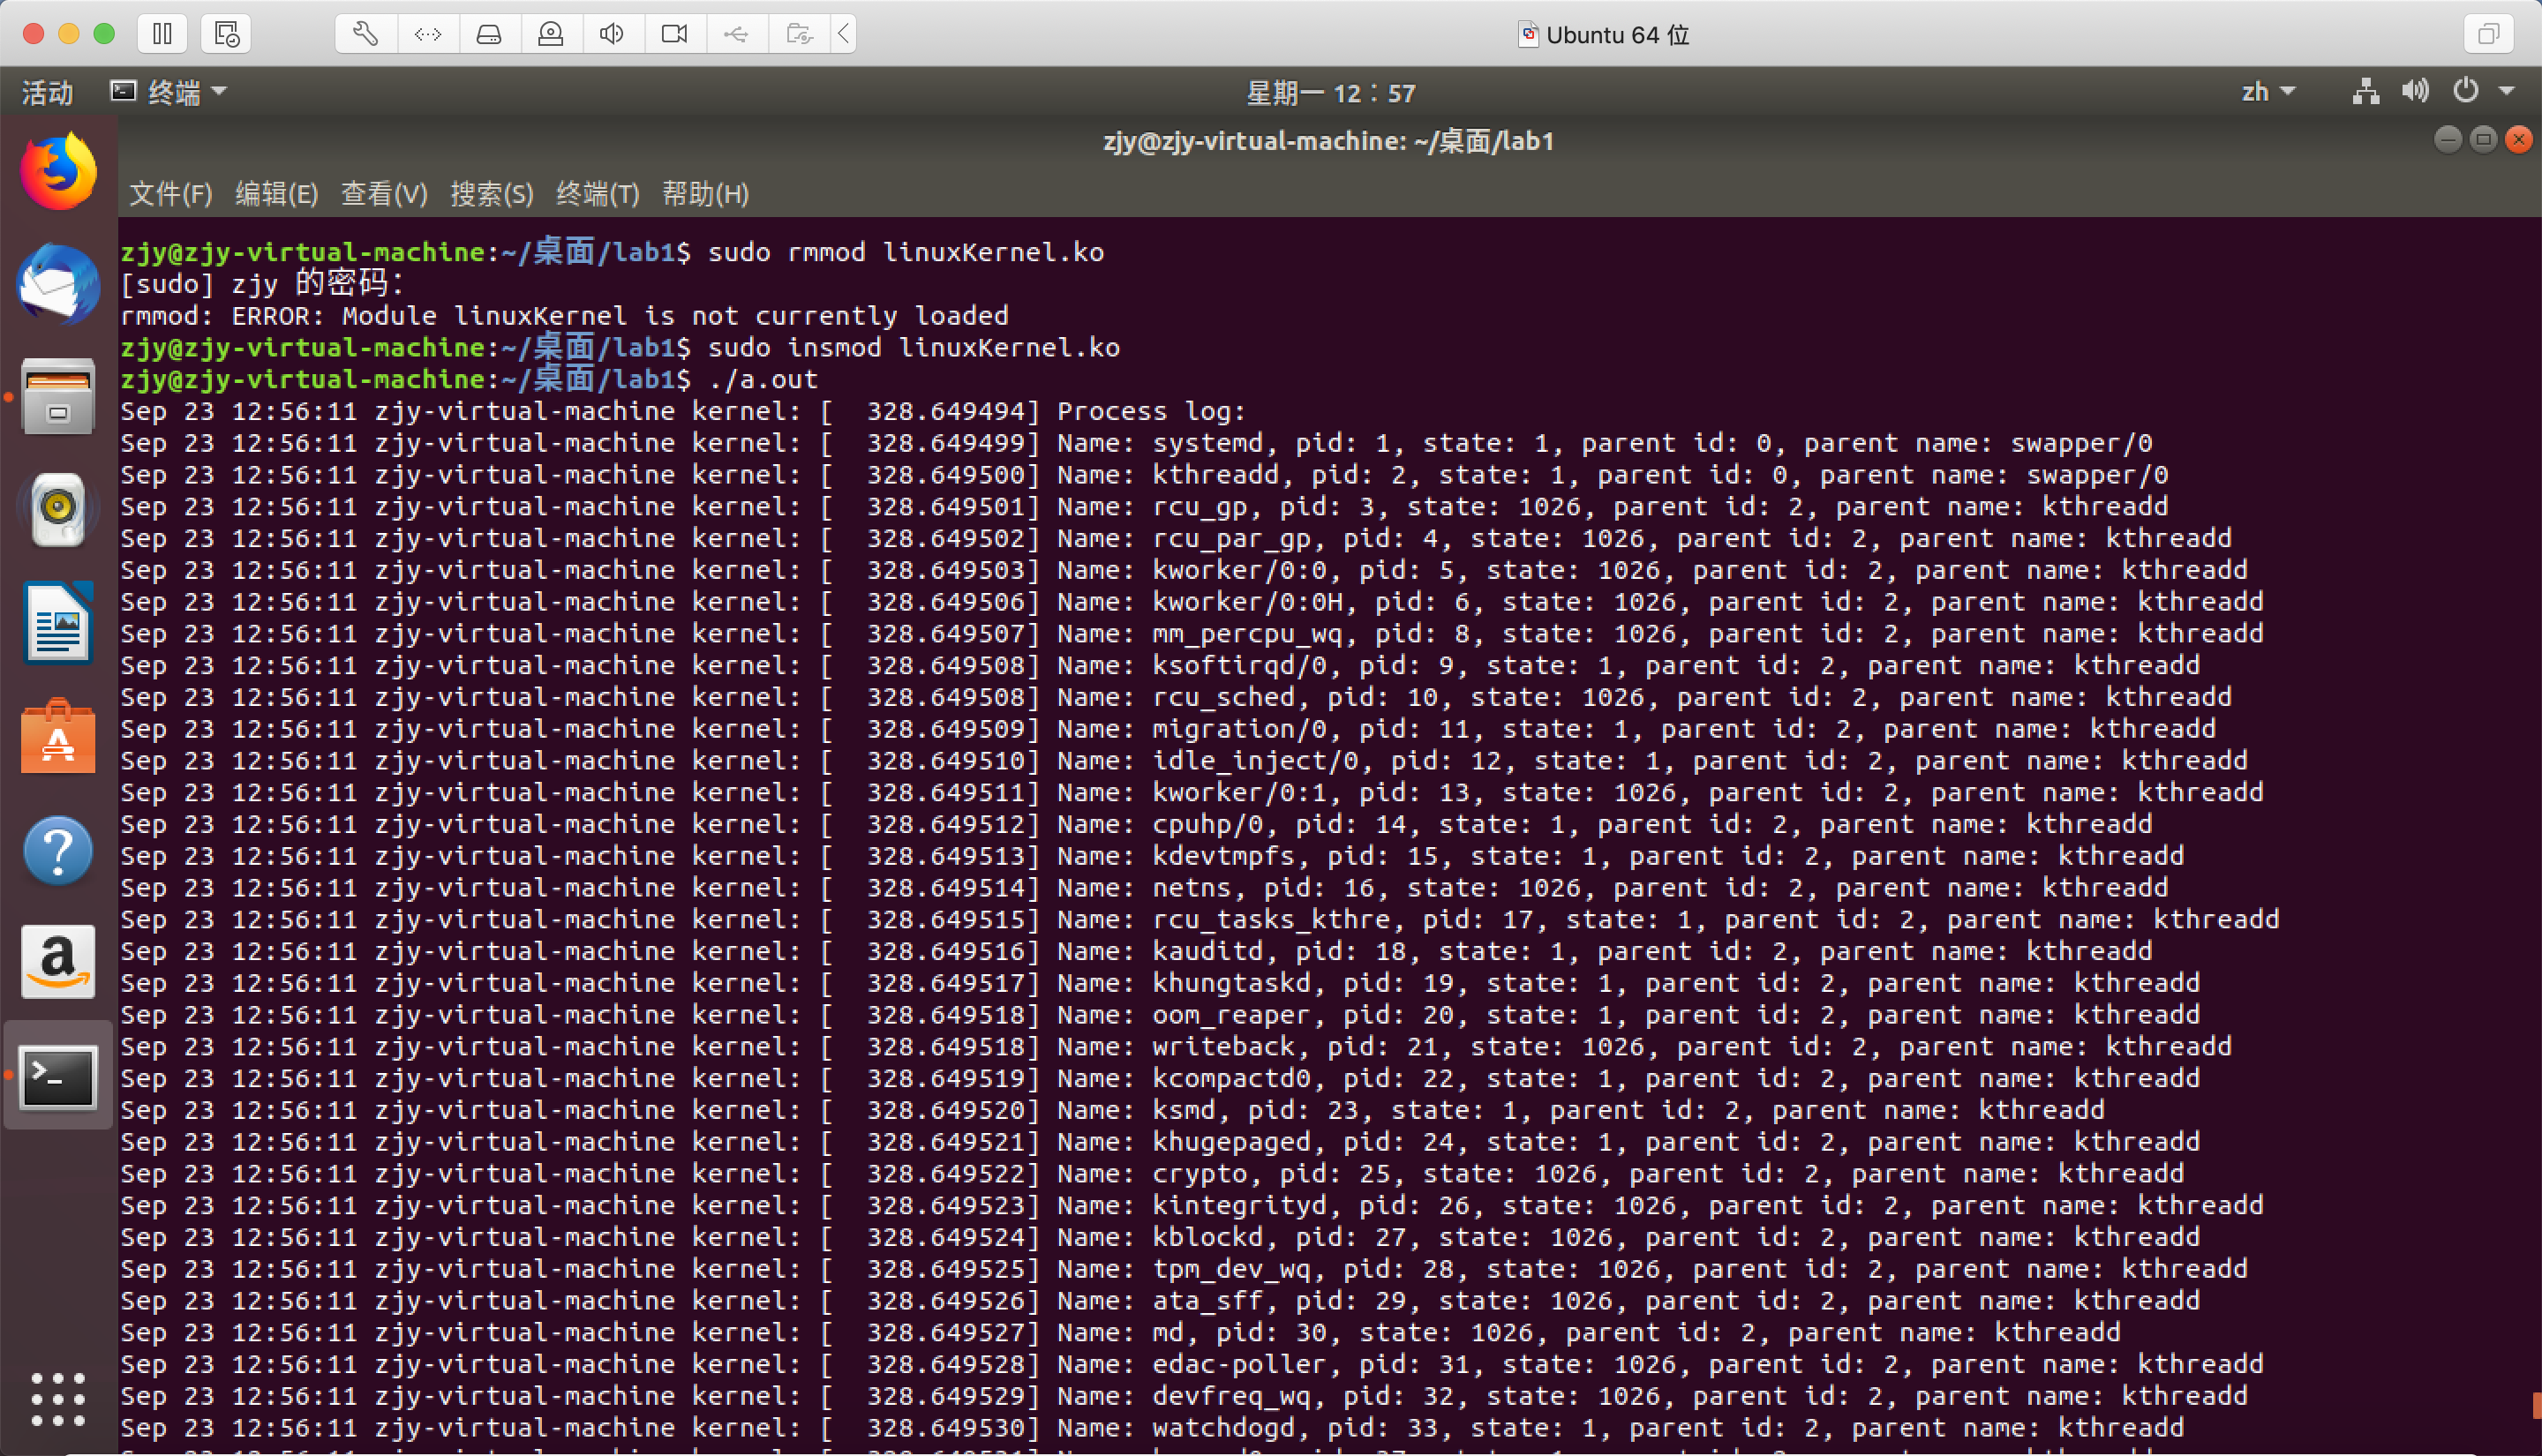 Ubuntu 64 位
活动 终端 星期一 12：57 zh
zjy@zjy-virtual-machine: ~/桌面/lab1
文件(F) 编辑(E) 查看(V) 搜索(S) 终端(T) 帮助(H)
zjy@zjy-virtual-machine:~/桌面/lab1$ sudo rmmod linuxKernel.ko
[sudo] zjy 的密码：
rmmod: ERROR: Module linuxKernel is not currently loaded
zjy@zjy-virtual-machine:~/桌面/lab1$ sudo insmod linuxKernel.ko
zjy@zjy-virtual-machine:~/桌面/lab1$ ./a.out
Sep 23 12:56:11 zjy-virtual-machine kernel: [  328.649494] Process log:
Sep 23 12:56:11 zjy-virtual-machine kernel: [  328.649499] Name: systemd, pid: 1, state: 1, parent id: 0, parent name: swapper/0
Sep 23 12:56:11 zjy-virtual-machine kernel: [  328.649500] Name: kthreadd, pid: 2, state: 1, parent id: 0, parent name: swapper/0
Sep 23 12:56:11 zjy-virtual-machine kernel: [  328.649501] Name: rcu_gp, pid: 3, state: 1026, parent id: 2, parent name: kthreadd
Sep 23 12:56:11 zjy-virtual-machine kernel: [  328.649502] Name: rcu_par_gp, pid: 4, state: 1026, parent id: 2, parent name: kthreadd
Sep 23 12:56:11 zjy-virtual-machine kernel: [  328.649503] Name: kworker/0:0, pid: 5, state: 1026, parent id: 2, parent name: kthreadd
Sep 23 12:56:11 zjy-virtual-machine kernel: [  328.649506] Name: kworker/0:0H, pid: 6, state: 1026, parent id: 2, parent name: kthreadd
Sep 23 12:56:11 zjy-virtual-machine kernel: [  328.649507] Name: mm_percpu_wq, pid: 8, state: 1026, parent id: 2, parent name: kthreadd
Sep 23 12:56:11 zjy-virtual-machine kernel: [  328.649508] Name: ksoftirqd/0, pid: 9, state: 1, parent id: 2, parent name: kthreadd
Sep 23 12:56:11 zjy-virtual-machine kernel: [  328.649508] Name: rcu_sched, pid: 10, state: 1026, parent id: 2, parent name: kthreadd
Sep 23 12:56:11 zjy-virtual-machine kernel: [  328.649509] Name: migration/0, pid: 11, state: 1, parent id: 2, parent name: kthreadd
Sep 23 12:56:11 zjy-virtual-machine kernel: [  328.649510] Name: idle_inject/0, pid: 12, state: 1, parent id: 2, parent name: kthreadd
Sep 23 12:56:11 zjy-virtual-machine kernel: [  328.649511] Name: kworker/0:1, pid: 13, state: 1026, parent id: 2, parent name: kthreadd
Sep 23 12:56:11 zjy-virtual-machine kernel: [  328.649512] Name: cpuhp/0, pid: 14, state: 1, parent id: 2, parent name: kthreadd
Sep 23 12:56:11 zjy-virtual-machine kernel: [  328.649513] Name: kdevtmpfs, pid: 15, state: 1, parent id: 2, parent name: kthreadd
Sep 23 12:56:11 zjy-virtual-machine kernel: [  328.649514] Name: netns, pid: 16, state: 1026, parent id: 2, parent name: kthreadd
Sep 23 12:56:11 zjy-virtual-machine kernel: [  328.649515] Name: rcu_tasks_kthre, pid: 17, state: 1, parent id: 2, parent name: kthreadd
Sep 23 12:56:11 zjy-virtual-machine kernel: [  328.649516] Name: kauditd, pid: 18, state: 1, parent id: 2, parent name: kthreadd
Sep 23 12:56:11 zjy-virtual-machine kernel: [  328.649517] Name: khungtaskd, pid: 19, state: 1, parent id: 2, parent name: kthreadd
Sep 23 12:56:11 zjy-virtual-machine kernel: [  328.649518] Name: oom_reaper, pid: 20, state: 1, parent id: 2, parent name: kthreadd
Sep 23 12:56:11 zjy-virtual-machine kernel: [  328.649518] Name: writeback, pid: 21, state: 1026, parent id: 2, parent name: kthreadd
Sep 23 12:56:11 zjy-virtual-machine kernel: [  328.649519] Name: kcompactd0, pid: 22, state: 1, parent id: 2, parent name: kthreadd
Sep 23 12:56:11 zjy-virtual-machine kernel: [  328.649520] Name: ksmd, pid: 23, state: 1, parent id: 2, parent name: kthreadd
Sep 23 12:56:11 zjy-virtual-machine kernel: [  328.649521] Name: khugepaged, pid: 24, state: 1, parent id: 2, parent name: kthreadd
Sep 23 12:56:11 zjy-virtual-machine kernel: [  328.649522] Name: crypto, pid: 25, state: 1026, parent id: 2, parent name: kthreadd
Sep 23 12:56:11 zjy-virtual-machine kernel: [  328.649523] Name: kintegrityd, pid: 26, state: 1026, parent id: 2, parent name: kthreadd
Sep 23 12:56:11 zjy-virtual-machine kernel: [  328.649524] Name: kblockd, pid: 27, state: 1026, parent id: 2, parent name: kthreadd
Sep 23 12:56:11 zjy-virtual-machine kernel: [  328.649525] Name: tpm_dev_wq, pid: 28, state: 1026, parent id: 2, parent name: kthreadd
Sep 23 12:56:11 zjy-virtual-machine kernel: [  328.649526] Name: ata_sff, pid: 29, state: 1026, parent id: 2, parent name: kthreadd
Sep 23 12:56:11 zjy-virtual-machine kernel: [  328.649527] Name: md, pid: 30, state: 1026, parent id: 2, parent name: kthreadd
Sep 23 12:56:11 zjy-virtual-machine kernel: [  328.649528] Name: edac-poller, pid: 31, state: 1026, parent id: 2, parent name: kthreadd
Sep 23 12:56:11 zjy-virtual-machine kernel: [  328.649529] Name: devfreq_wq, pid: 32, state: 1026, parent id: 2, parent name: kthreadd
Sep 23 12:56:11 zjy-virtual-machine kernel: [  328.649530] Name: watchdogd, pid: 33, state: 1, parent id: 2, parent name: kthreadd